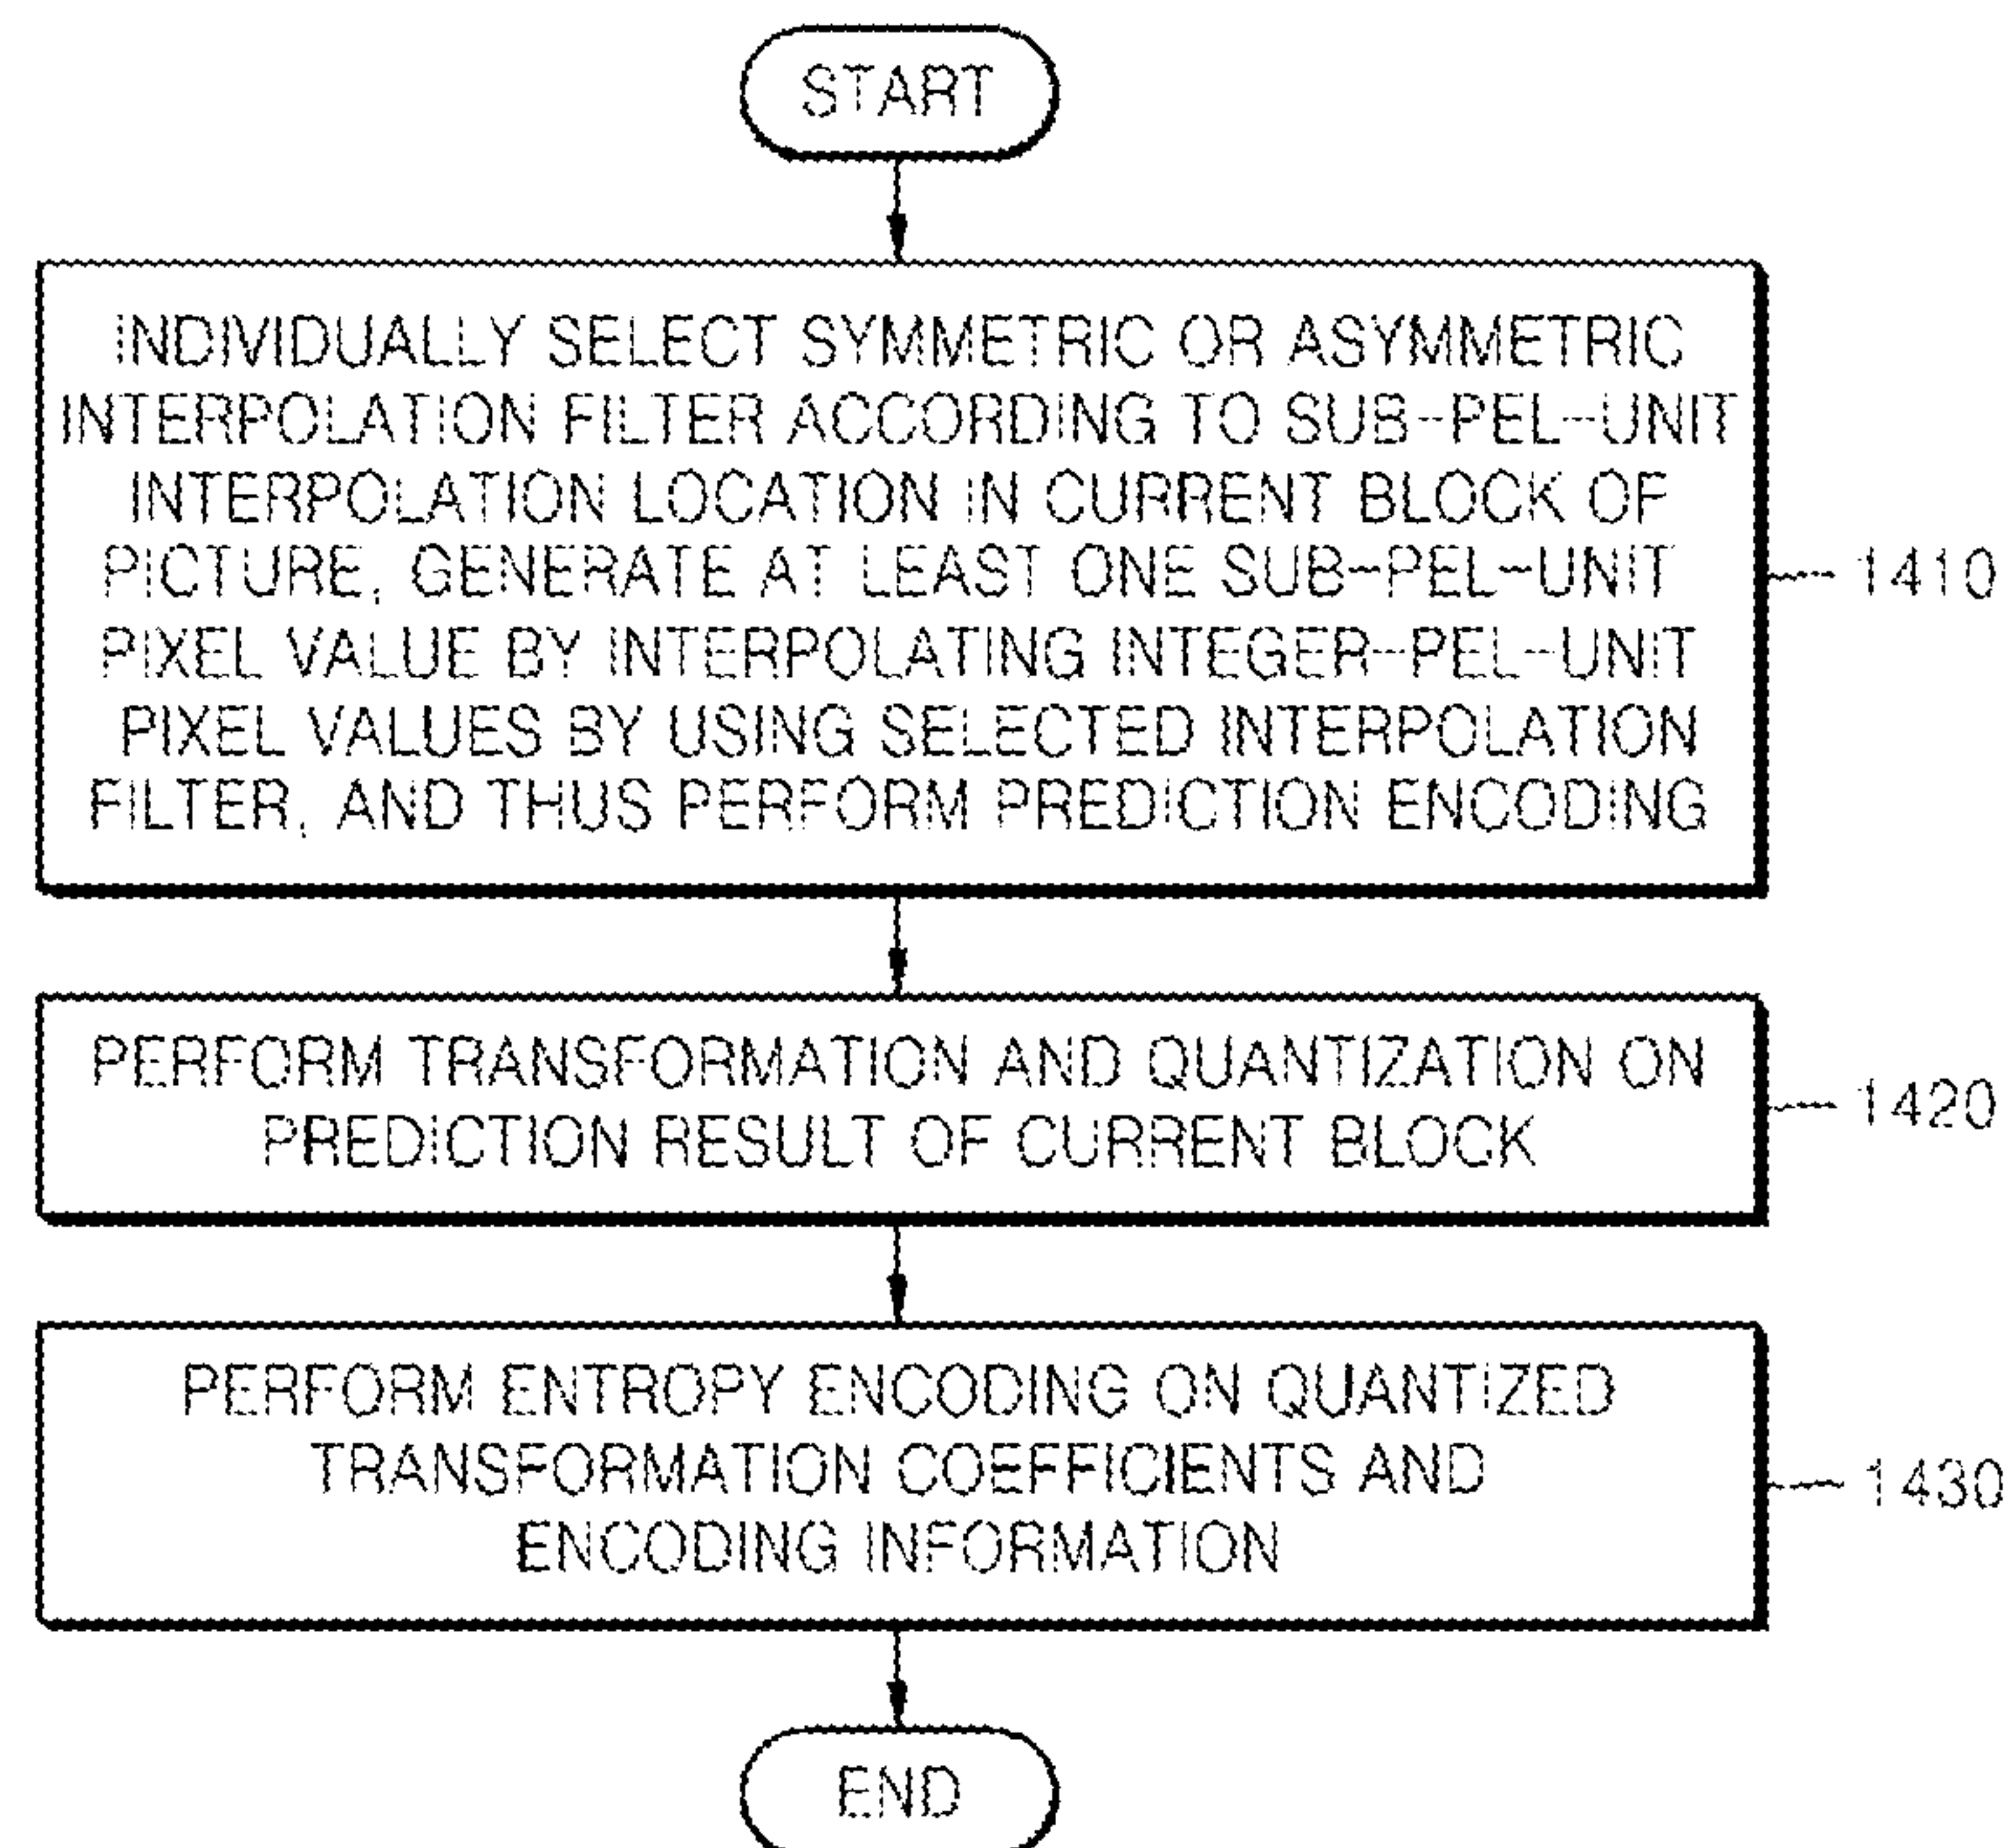 START
INDIVIDUALLY SELECT SYMMETRIC OR ASYMMETRIC
INTERPOLATION FILTER ACCORDING TO SUB-PEL-UNIT
INTERPOLATION LOCATION IN CURRENT BLOCK OF
PICTURE, GENERATE AT LEAST ONE SUB-PEL-UNIT
PIXEL VALUE BY INTERPOLATING INTEGER-PEL-UNIT
PIXEL VALUES BY USING SELECTED INTERPOLATION
FILTER, AND THUS PERFORM PREDICTION ENCODING
1410
PERFORM TRANSFORMATION AND QUANTIZATION ON
PREDICTION RESULT OF CURRENT BLOCK
1420
PERFORM ENTROPY ENCODING ON QUANTIZED
TRANSFORMATION COEFFICIENTS AND
ENCODING INFORMATION
1430
END